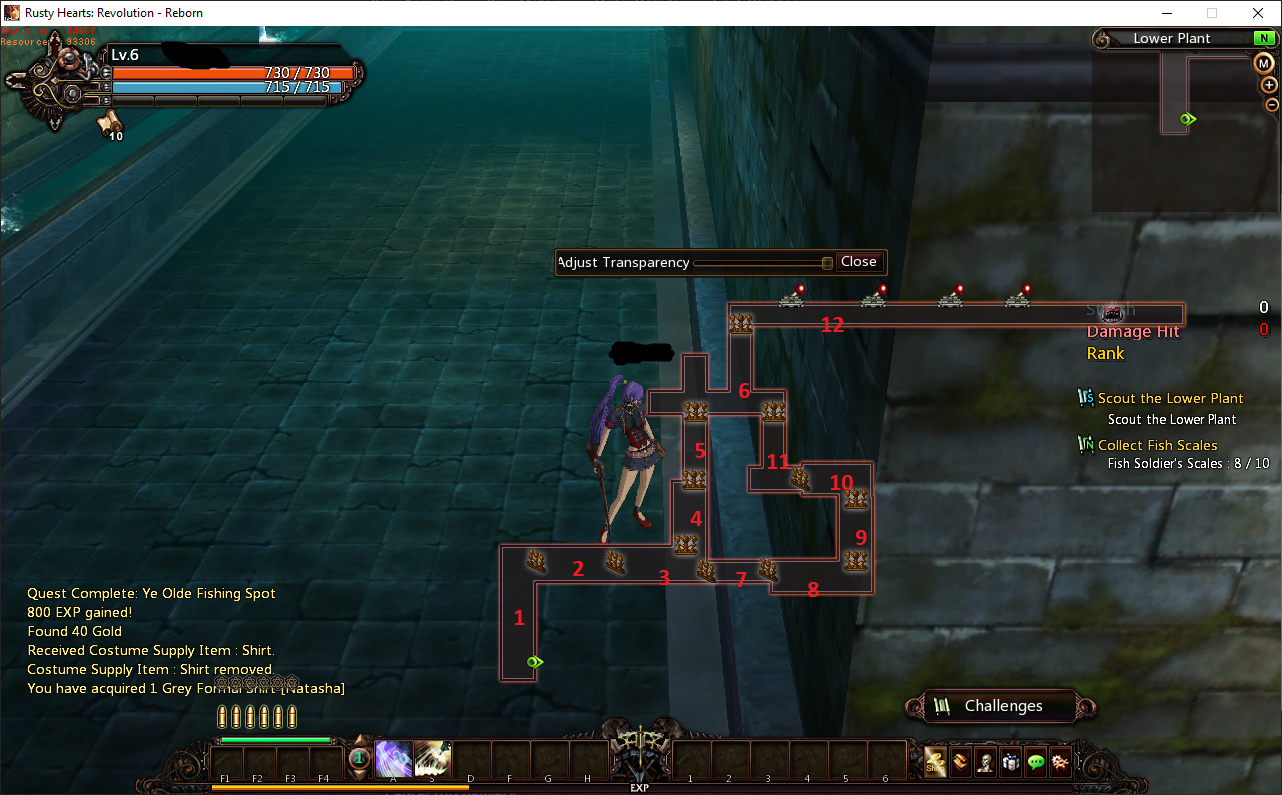 Rusty Hearts: Revolution - Reborn
93306
Lv.6
730 / 730
715 / 715
10
Lower Plant
N
M
Adjust Transparency
Close
12
6
5
11
10
4
9
2
3
7
8
1
0
Damage Hit
0
Rank
S
Scout the Lower Plant
Scout the Lower Plant
N
Collect Fish Scales
Fish Soldier's Scales : 8 / 10
Quest Complete: Ye Olde Fishing Spot
800 EXP gained!
Found 40 Gold
Received Costume Supply Item : Shirt.
Costume Supply Item : Shirt removed.
You have acquired 1 Grey Formal Shirt [Natasha]
Challenges
1
F1 F2 F3 F4
A S D F G H
1 2 3 4 5 6
Shop
EXP